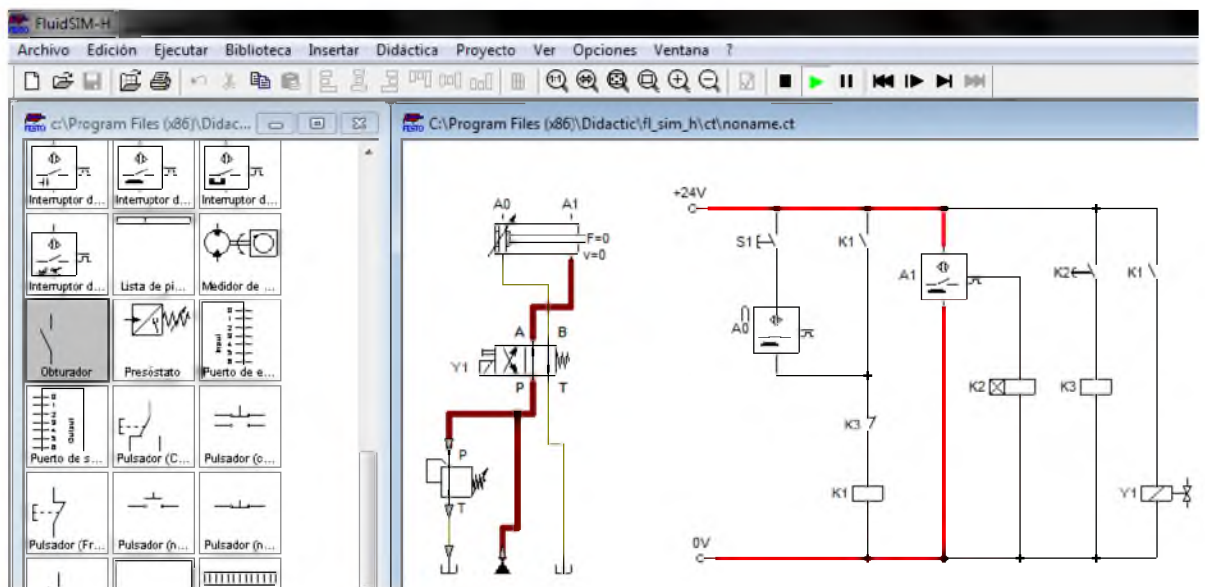 FluidSIM-H
Archivo Edición Ejecutar Biblioteca Insertar Didáctica Proyecto Ver Opciones Ventana ?
c:\Program Files (x86)\Didac...
C:\Program Files (x86)\Didactic\fl_sim_h\ct\noname.ct
Interruptor d... Interruptor d... Interruptor d...
Interruptor d... Lista de pi... Medidor de ...
Obturador Presóstato Puerto de e...
Puerto de s... Pulsador (C... Pulsador (o...
Pulsador (Fr... Pulsador (n... Pulsador (n...
Input
Output
A0 A1
F=0
v=0
A B
Y1
P T
P
T
+24V
S1 K1 A1 K2 K1
A0
K2 K3
K3
K1 Y1
0V